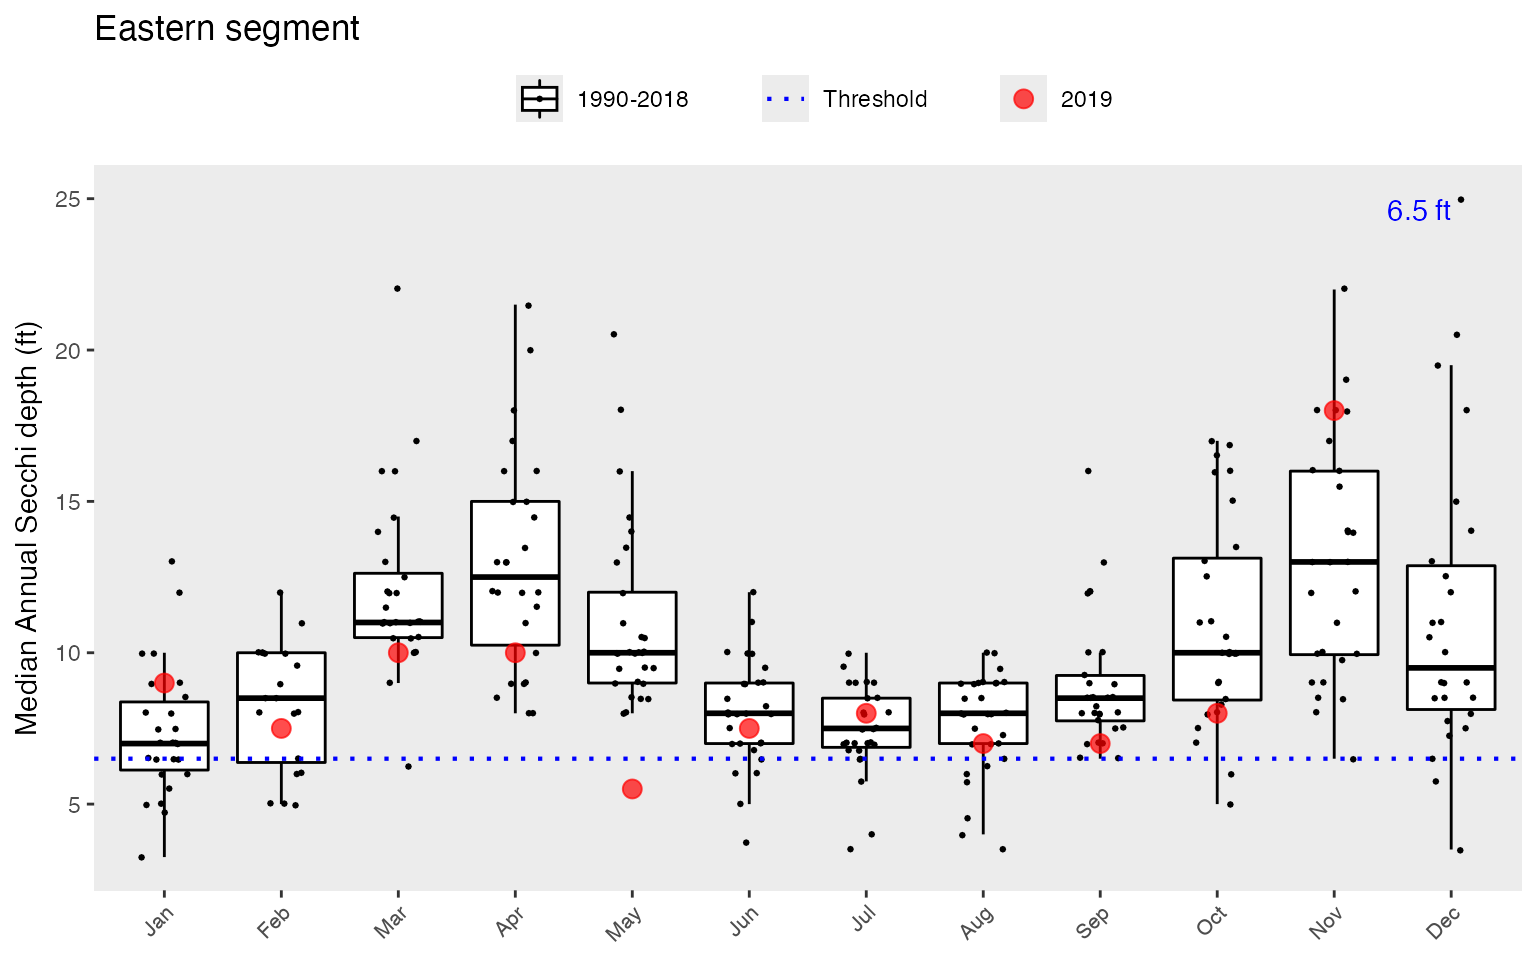 Eastern segment
1990-2018 Threshold 2019
25
20
15
10
5
6.5 ft
Median Annual Secchi depth (ft)
Jan Feb Mar Apr May Jun Jul Aug Sep Oct Nov Dec